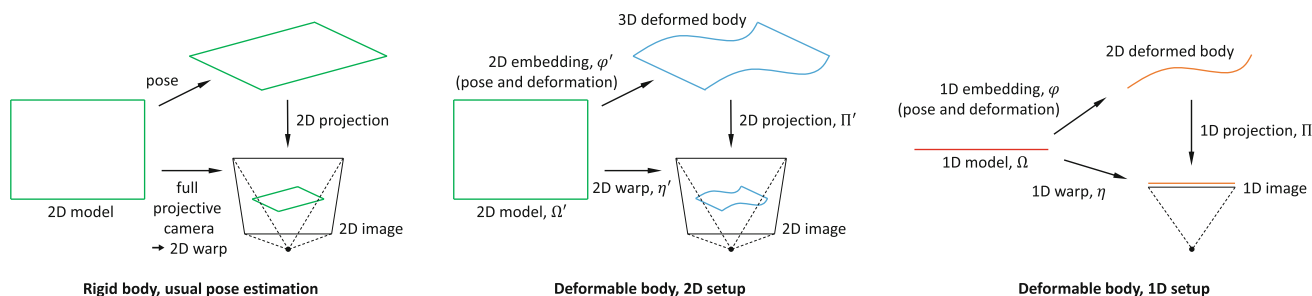 pose
2D projection
2D model
full
projective
camera
→ 2D warp
2D image
Rigid body, usual pose estimation
3D deformed body
2D embedding, φ′
(pose and deformation)
2D projection, Π′
2D warp, η′
2D model, Ω′
2D image
Deformable body, 2D setup
2D deformed body
1D embedding, φ
(pose and deformation)
1D projection, Π
1D model, Ω
1D warp, η
1D image
Deformable body, 1D setup